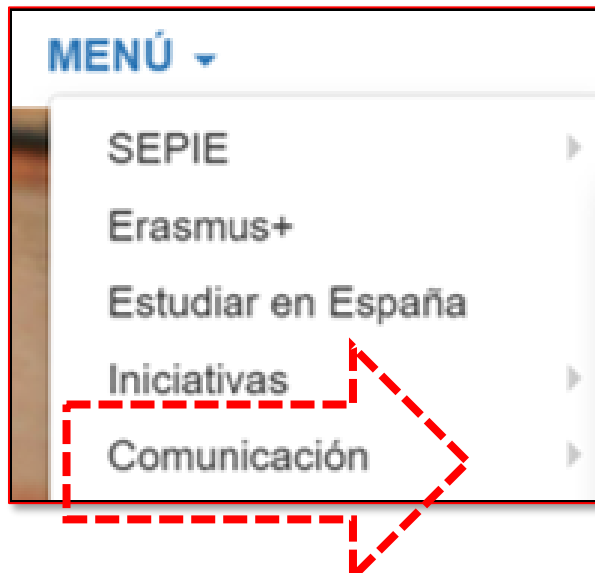 MENÚ
SEPIE
Erasmus+
Estudiar en España
Iniciativas
Comunicación